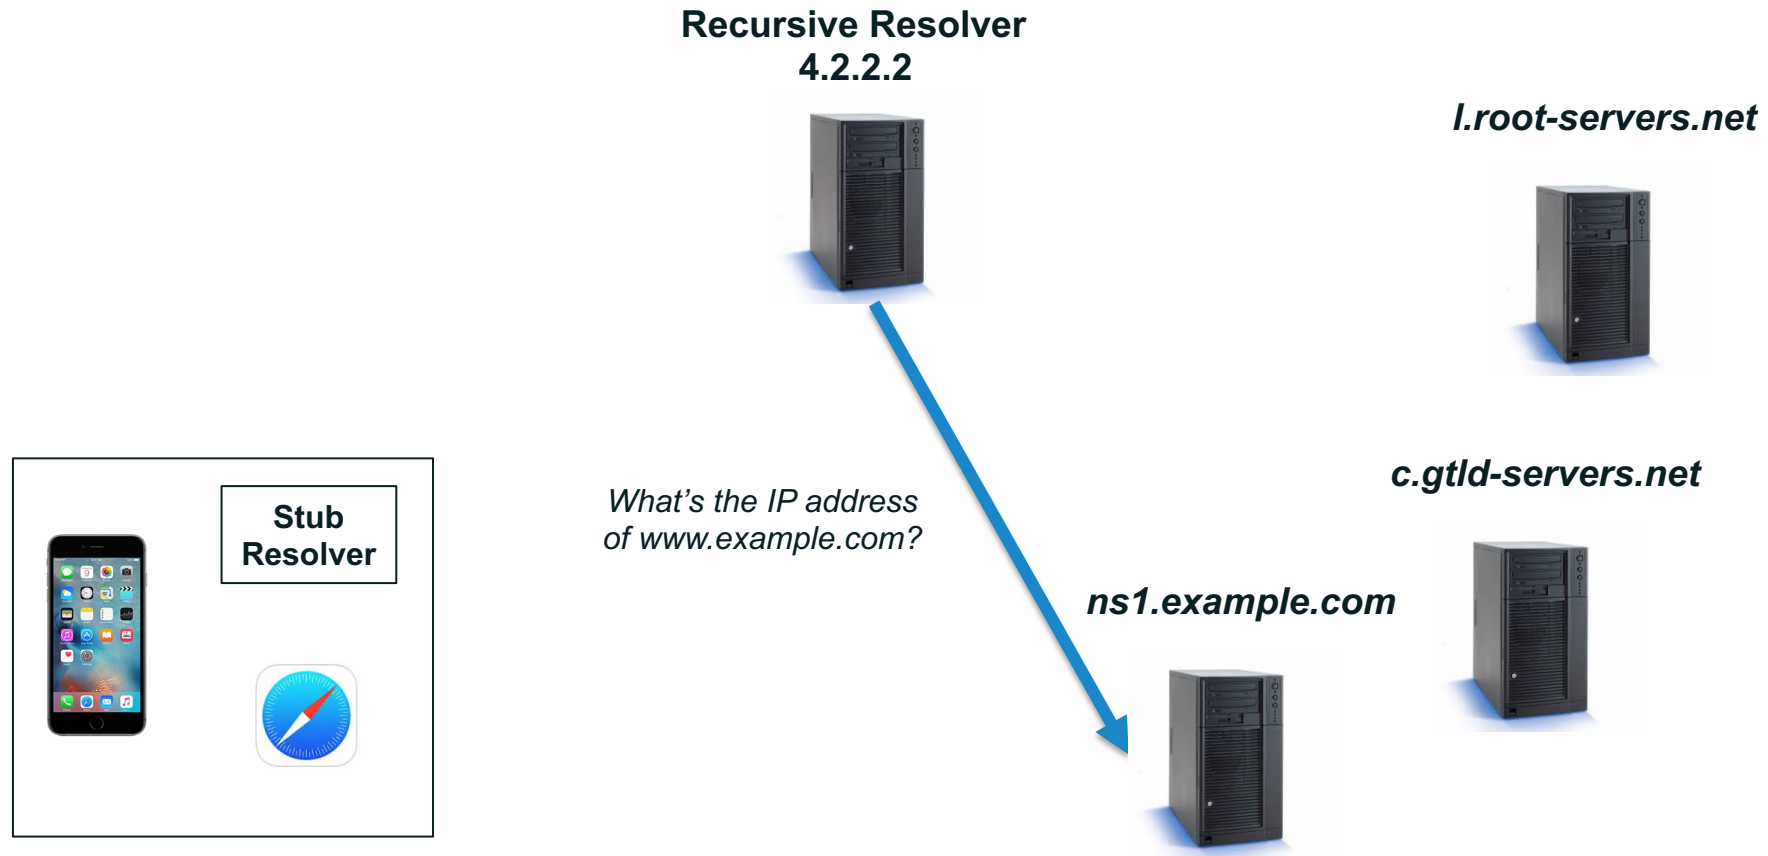 Recursive Resolver
4.2.2.2
l.root-servers.net
c.gtld-servers.net
Stub
Resolver
What’s the IP address
of www.example.com?
ns1.example.com